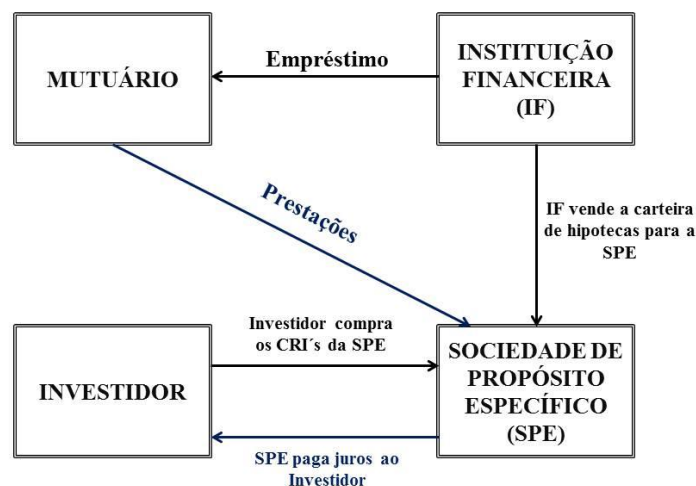 MUTUÁRIO
Empréstimo
INSTITUIÇÃO
FINANCEIRA
(IF)
Prestações
IF vende a carteira
de hipotecas para a
SPE
INVESTIDOR
Investidor compra
os CRI´s da SPE
SOCIEDADE DE
PROPÓSITO
ESPECÍFICO
(SPE)
SPE paga juros ao
Investidor